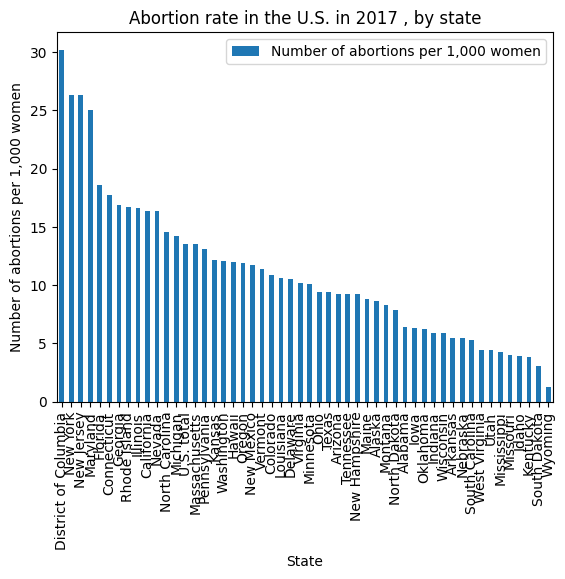 Abortion rate in the U.S. in 2017 , by state
Number of abortions per 1,000 women
Number of abortions per 1,000 women
30
25
20
15
10
5
0
District of Columbia
New York
New Jersey
Maryland
Florida
Connecticut
Georgia
Rhode Island
Illinois
California
Nevada
North Carolina
Michigan
U.S. total
Massachusetts
Pennsylvania
Kansas
Washington
Hawaii
Oregon
New Mexico
Vermont
Colorado
Louisiana
Delaware
Virginia
Minnesota
Ohio
Texas
Arizona
Tennessee
New Hampshire
Maine
Alaska
Montana
North Dakota
Alabama
Iowa
Oklahoma
Indiana
Wisconsin
Arkansas
Nebraska
South Carolina
West Virginia
Utah
Mississippi
Missouri
Idaho
Kentucky
South Dakota
Wyoming
State